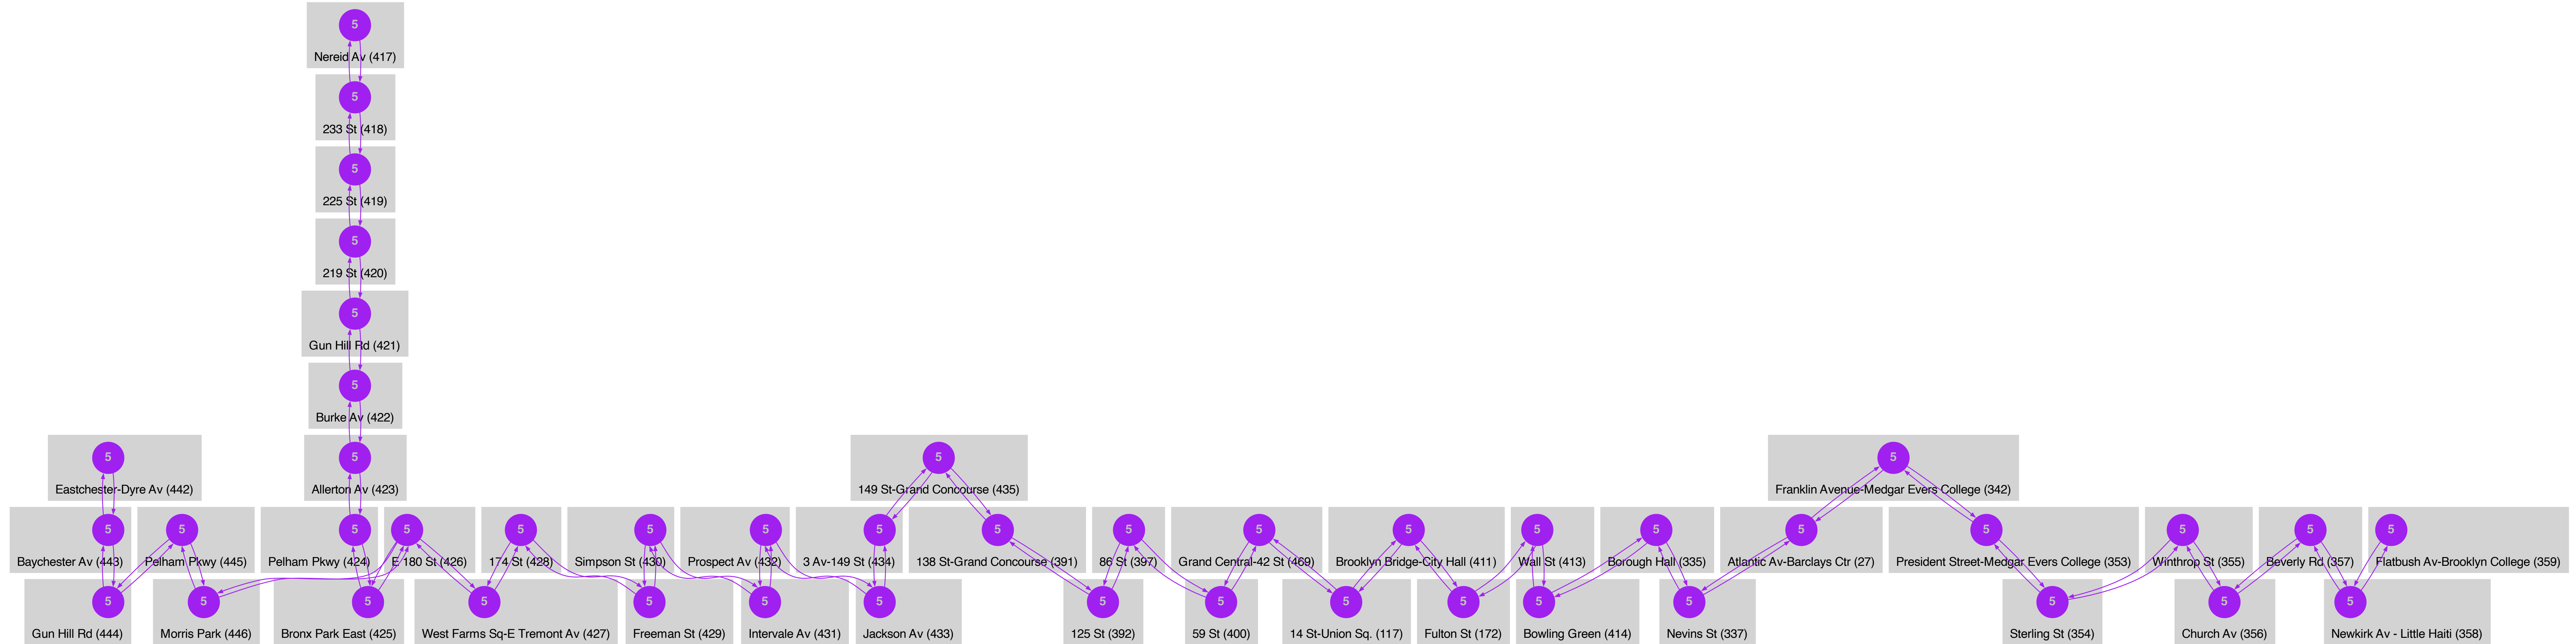 5
Nereid Av (417)
5
233 St (418)
5
225 St (419)
5
219 St (420)
5
Gun Hill Rd (421)
5
Burke Av (422)
5 5 5 5
Eastchester-Dyre Av (442) Allerton Av (423) 149 St-Grand Concourse (435) Franklin Avenue-Medgar Evers College (342)
5 5 5 5 5 5 5 5 5 5 5 5 5 5 5 5 5 5 5
Baychester Av (443) Pelham Pkwy (445) Pelham Pkwy (424) E 180 St (426) 174 St (428) Simpson St (430) Prospect Av (432) 3 Av-149 St (434) 138 St-Grand Concourse (391) 86 St (397) Grand Central-42 St (469) Brooklyn Bridge-City Hall (411) Wall St (413) Borough Hall (335) Atlantic Av-Barclays Ctr (27) President Street-Medgar Evers College (353) Winthrop St (355) Beverly Rd (357) Flatbush Av-Brooklyn College (359)
5 5 5 5 5 5 5 5 5 5 5 5 5 5 5 5
Gun Hill Rd (444) Morris Park (446) Bronx Park East (425) West Farms Sq-E Tremont Av (427) Freeman St (429) Intervale Av (431) Jackson Av (433) 125 St (392) 59 St (400) 14 St-Union Sq. (117) Fulton St (172) Bowling Green (414) Nevins St (337) Sterling St (354) Church Av (356) Newkirk Av - Little Haiti (358)